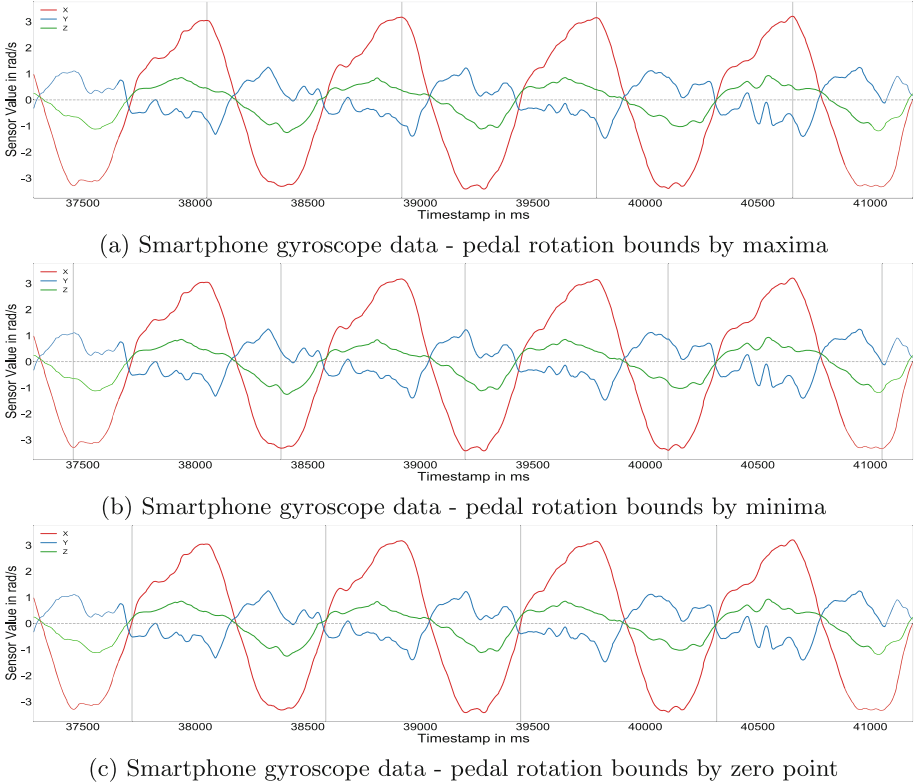 X
Y
Z
3
2
1
0
-1
-2
-3
Sensor Value in rad/s
37500 38000 38500 39000 39500 40000 40500 41000
Timestamp in ms
(a) Smartphone gyroscope data - pedal rotation bounds by maxima
X
Y
Z
3
2
1
0
-1
-2
-3
Sensor Value in rad/s
37500 38000 38500 39000 39500 40000 40500 41000
Timestamp in ms
(b) Smartphone gyroscope data - pedal rotation bounds by minima
X
Y
Z
3
2
1
0
-1
-2
-3
Sensor Value in rad/s
37500 38000 38500 39000 39500 40000 40500 41000
Timestamp in ms
(c) Smartphone gyroscope data - pedal rotation bounds by zero point